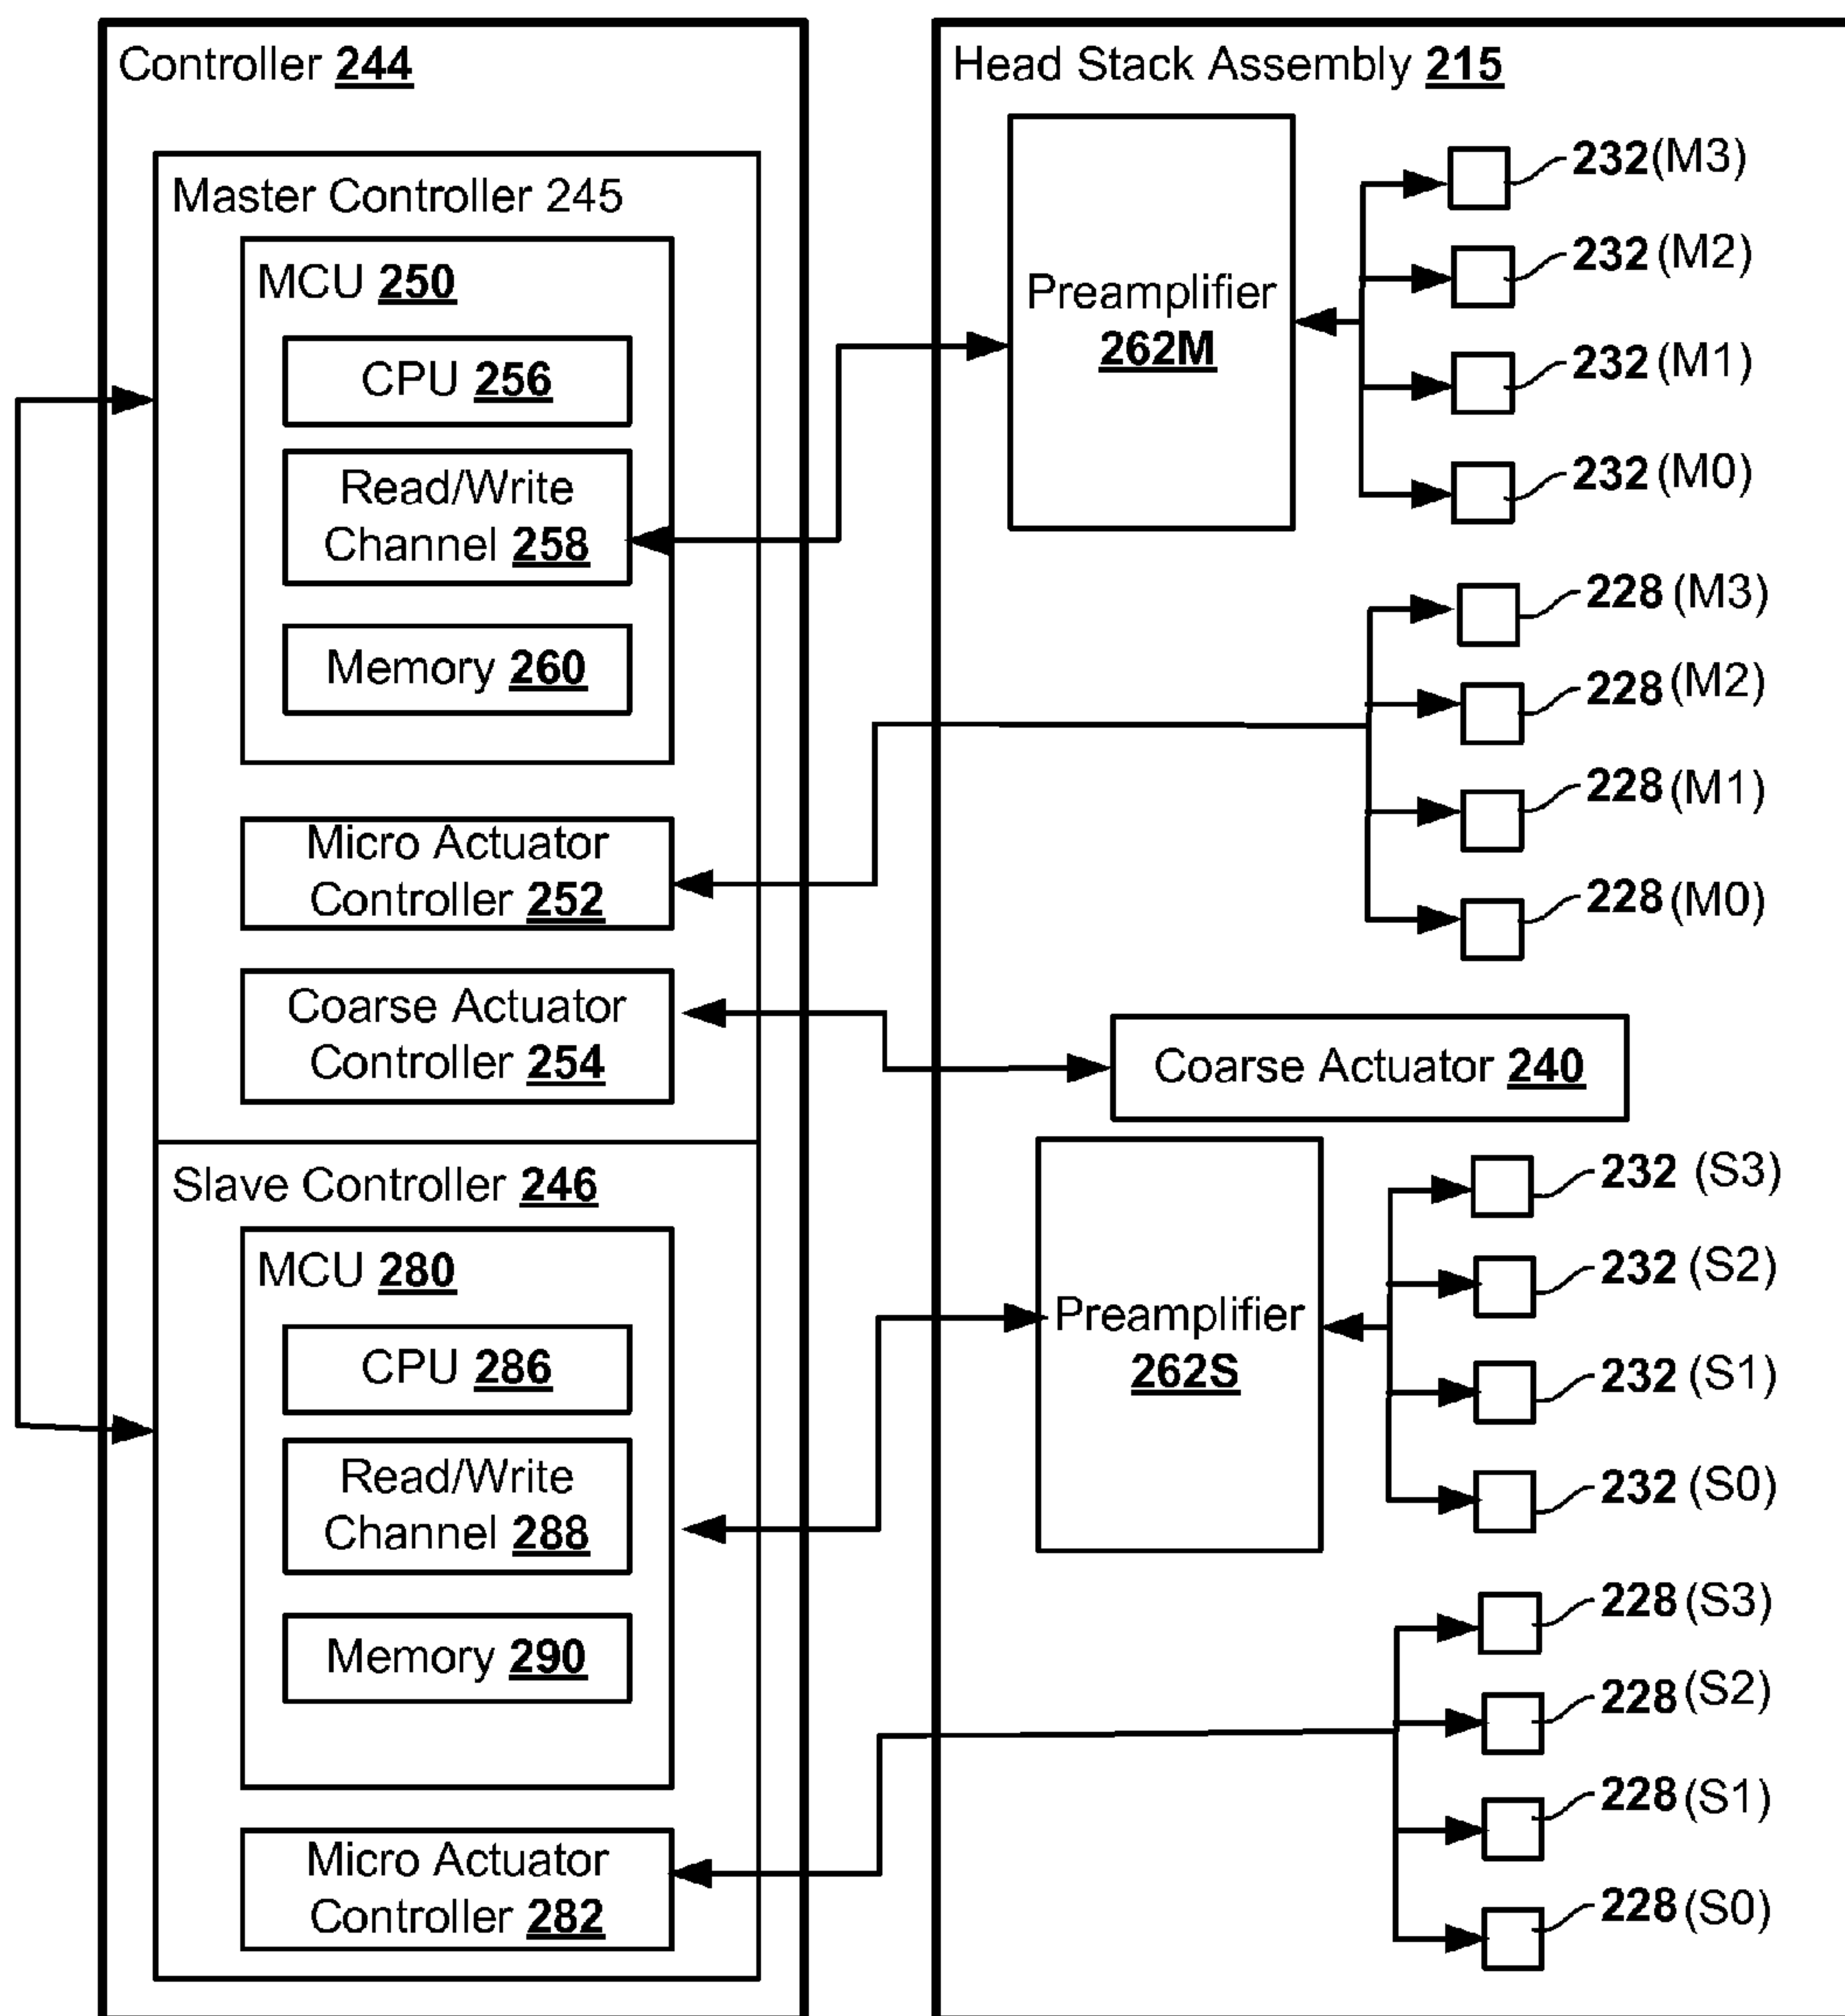 Controller 244
Master Controller 245
MCU 250
CPU 256
Read/Write
Channel 258
Memory 260
Micro Actuator
Controller 252
Coarse Actuator
Controller 254
Slave Controller 246
MCU 280
CPU 286
Read/Write
Channel 288
Memory 290
Micro Actuator
Controller 282
Head Stack Assembly 215
Preamplifier
262M
232 (M3)
232 (M2)
232 (M1)
232 (M0)
228 (M3)
228 (M2)
228 (M1)
228 (M0)
Coarse Actuator 240
Preamplifier
262S
232 (S3)
232 (S2)
232 (S1)
232 (S0)
228 (S3)
228 (S2)
228 (S1)
228 (S0)